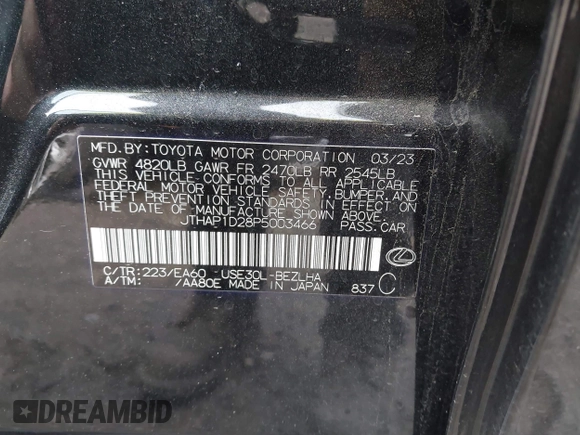 MFD.BY:TOYOTA MOTOR CORPORATION 03/23
GVWR 4820LB GAWR FR 2470LB RR 2545LB
THIS VEHICLE CONFORMS TO ALL APPLICABLE
FEDERAL MOTOR VEHICLE SAFETY,BUMPER,AND
THEFT PREVENTION STANDARDS IN EFFECT ON
THE DATE OF MANUFACTURE SHOWN ABOVE.
JTHAP1D28P5003466 PASS.CAR
C/TR:223/EA60 USE30L-BEZLHA
A/TM: /AA80E MADE IN JAPAN 837 C
DREAMBID